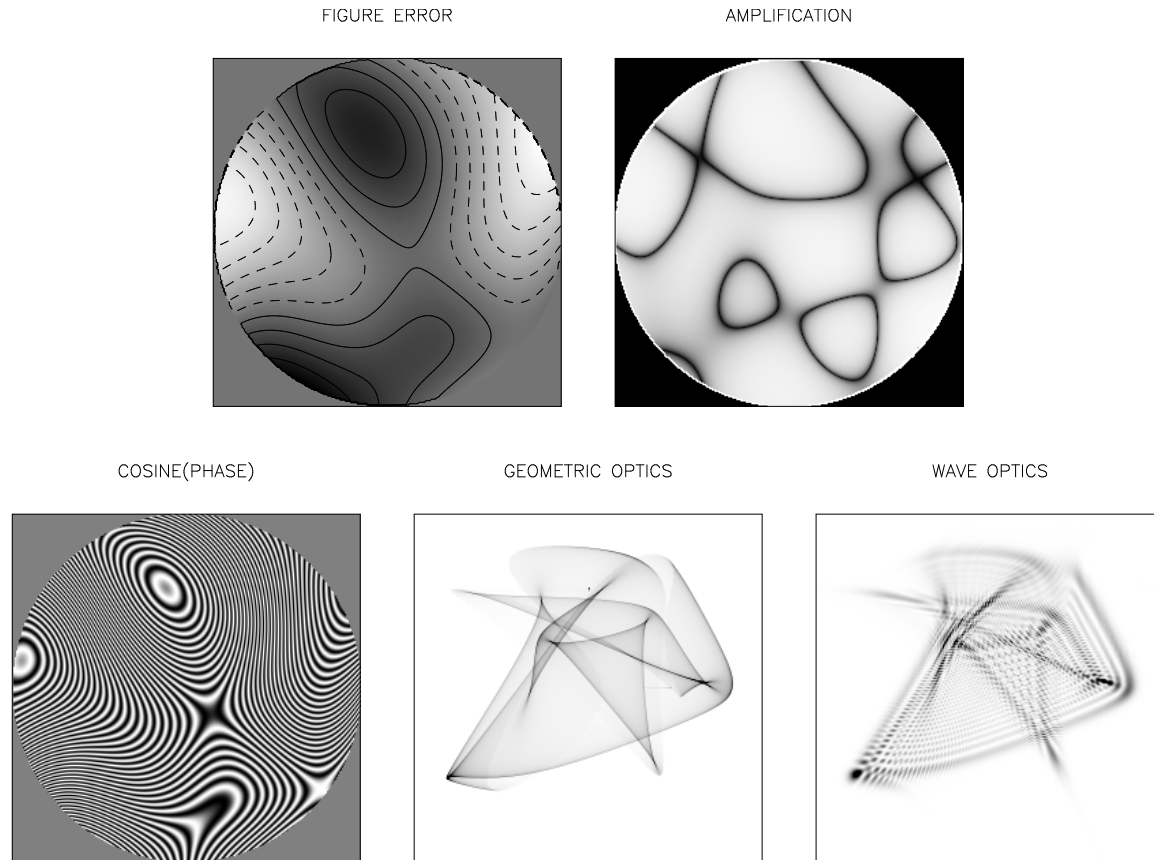 FIGURE ERROR
AMPLIFICATION
COSINE(PHASE)
GEOMETRIC OPTICS
WAVE OPTICS